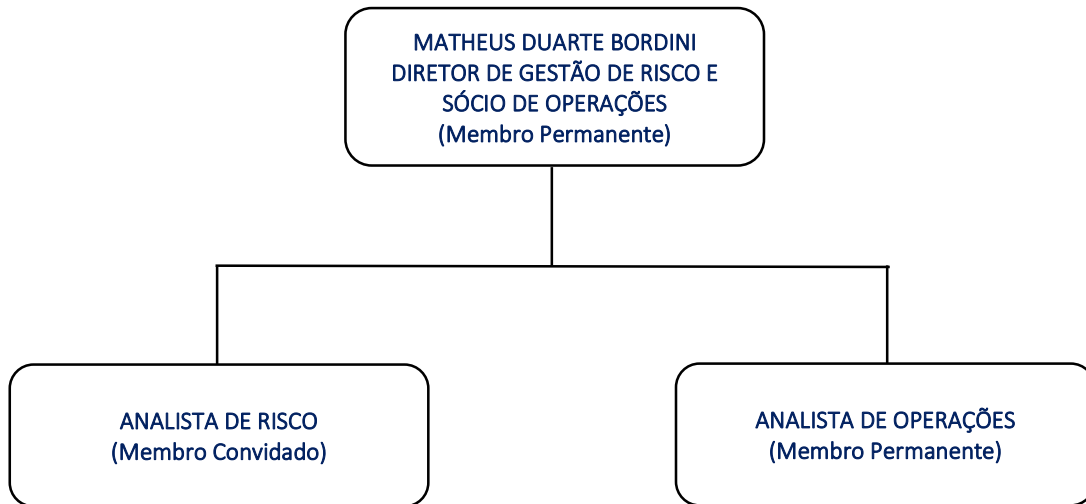 MATHEUS DUARTE BORDINI
DIRETOR DE GESTÃO DE RISCO E
SÓCIO DE OPERAÇÕES
(Membro Permanente)
ANALISTA DE RISCO
(Membro Convidado)
ANALISTA DE OPERAÇÕES
(Membro Permanente)